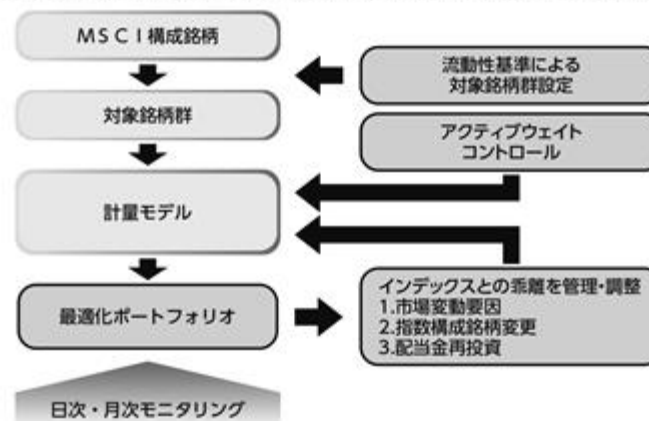 MSCI構成銘柄
流動性基準による
対象銘柄群設定
対象銘柄群
アクティブウェイト
コントロール
計量モデル
最適化ポートフォリオ
インデックスとの乖離を管理・調整
1.市場変動要因
2.指数構成銘柄変更
3.配当金再投資
日次・月次モニタリング